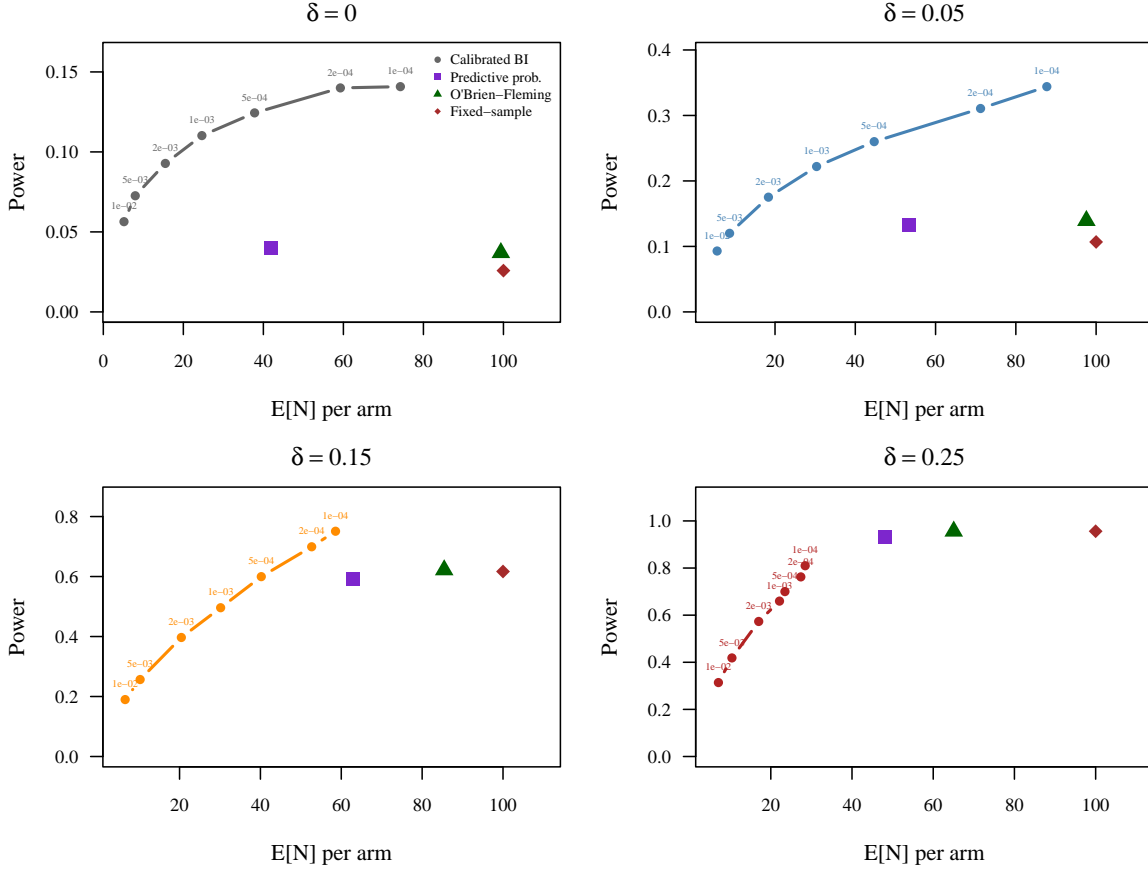 δ = 0
Power
0.15
0.10
0.05
0.00
1e−02
5e−03
2e−03
1e−03
5e−04
2e−04
1e−04
Calibrated BI
Predictive prob.
O'Brien−Fleming
Fixed−sample
0 20 40 60 80 100
E[N] per arm
δ = 0.05
Power
0.4
0.3
0.2
0.1
0.0
1e−02
5e−03
2e−03
1e−03
5e−04
2e−04
1e−04
20 40 60 80 100
E[N] per arm
δ = 0.15
Power
0.8
0.6
0.4
0.2
0.0
1e−02
5e−03
2e−03
1e−03
5e−04
2e−04
1e−04
20 40 60 80 100
E[N] per arm
δ = 0.25
Power
1.0
0.8
0.6
0.4
0.2
0.0
1e−02
5e−03
2e−03
1e−03
5e−04
2e−04
1e−04
20 40 60 80 100
E[N] per arm